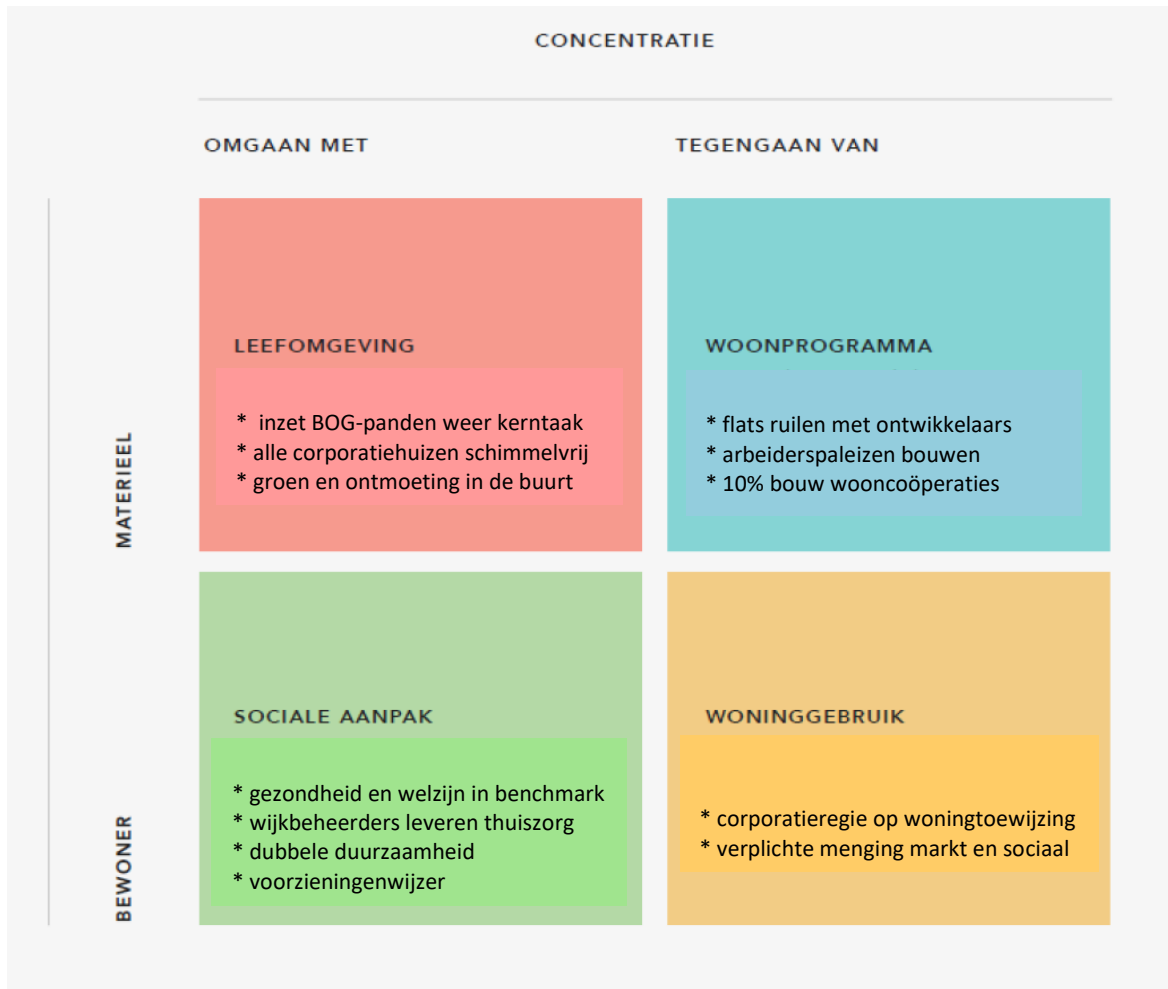 CONCENTRATIE
OMGAAN MET
TEGENGAAN VAN
MATERIEEL
LEEFOMGEVING
* inzet BOG-panden weer kerntaak
* alle corporatiehuizen schimmelvrij
* groen en ontmoeting in de buurt
WOONPROGRAMMA
* flats ruilen met ontwikkelaars
* arbeiderspaleizen bouwen
* 10% bouw wooncoöperaties
BEWONER
SOCIALE AANPAK
* gezondheid en welzijn in benchmark
* wijkbeheerders leveren thuiszorg
* dubbele duurzaamheid
* voorzieningenwijzer
WONINGGEBRUIK
* corporatieregie op woningtoewijzing
* verplichte menging markt en sociaal